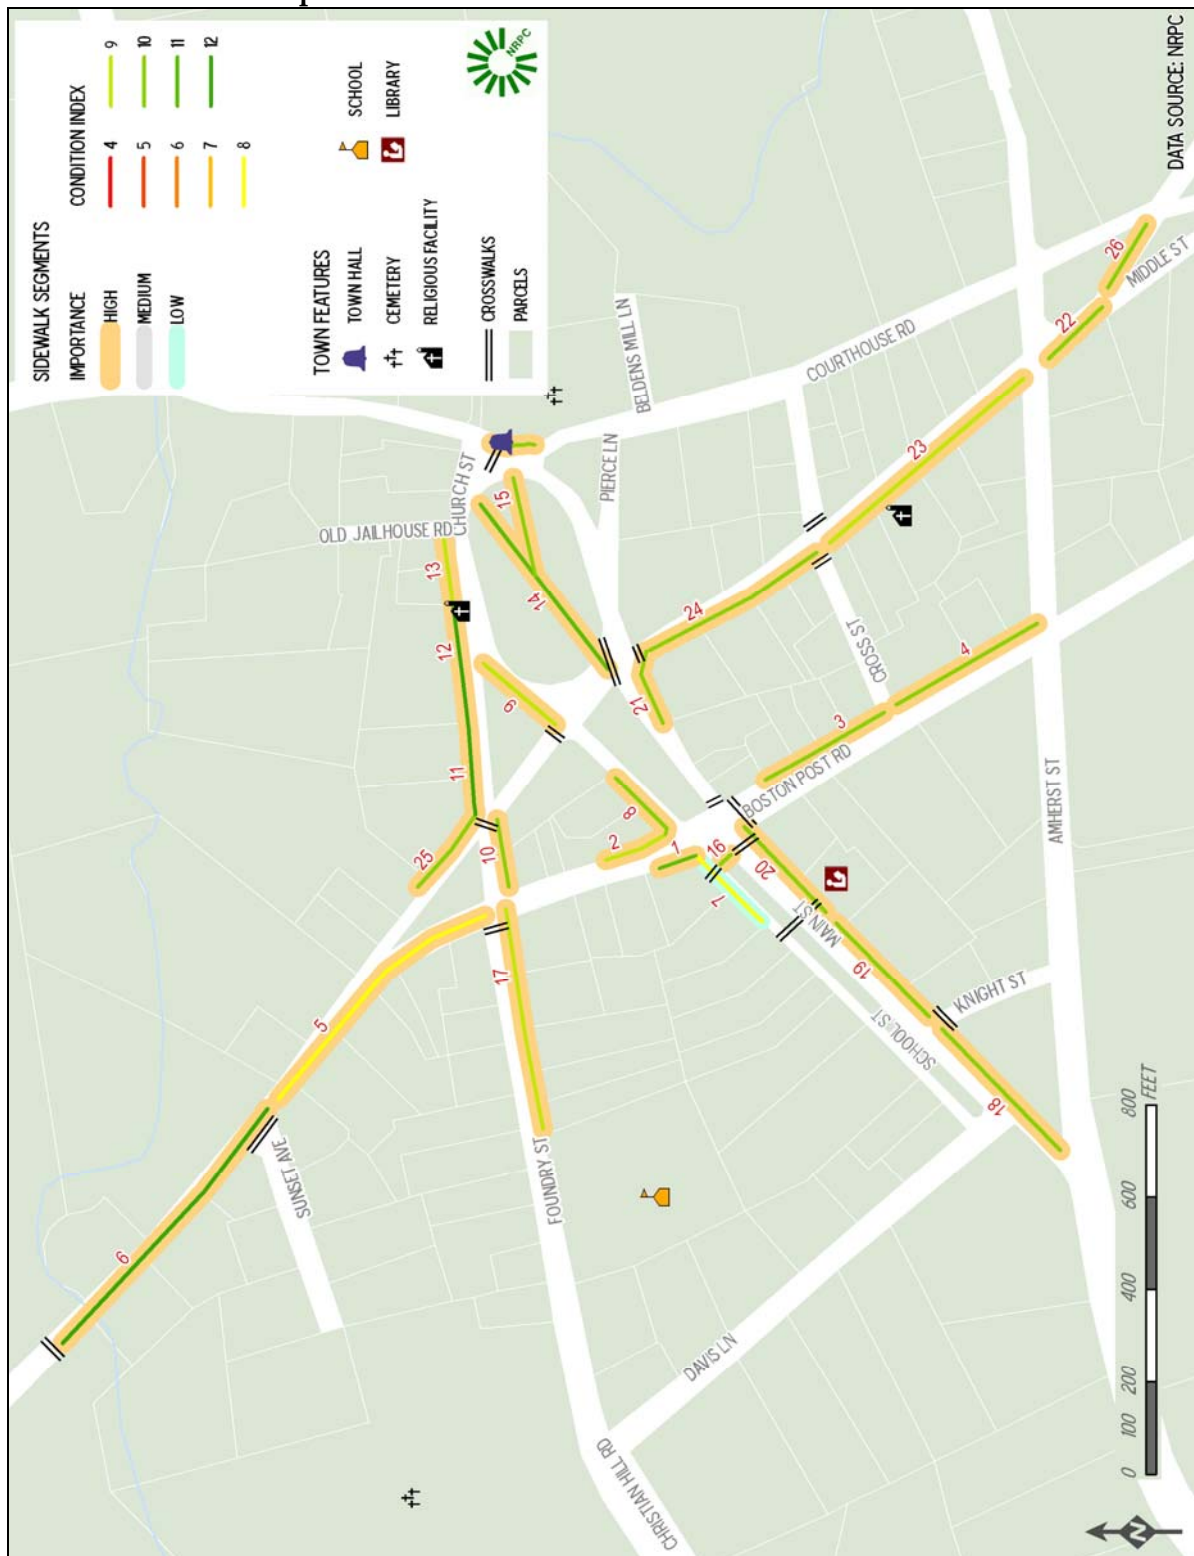 SIDEWALK SEGMENTS
IMPORTANCE
HIGH
MEDIUM
LOW
CONDITION INDEX
4
5
6
7
8
9
10
11
12
TOWN FEATURES
TOWN HALL
CEMETERY
RELIGIOUS FACILITY
SCHOOL
LIBRARY
CROSSWALKS
PARCELS
NRPC
6
SUNSET AVE
5
25
17
10
11
12
13
OLD JAILHOUSE RD
CHURCH ST
FOUNDRY ST
9
15
14
2
8
1
16
7
21
24
PIERCE LN
BELDENS MILL LN
COURTHOUSE RD
CHRISTIAN HILL RD
DAVIS LN
20
MAIN ST
19
SCHOOL ST
18
KNIGHT ST
BOSTON POST RD
3
CROSS ST
4
23
AMHERST ST
22
26
MIDDLE ST
N
0
100
200
400
600
800
FEET
DATA SOURCE: NRPC